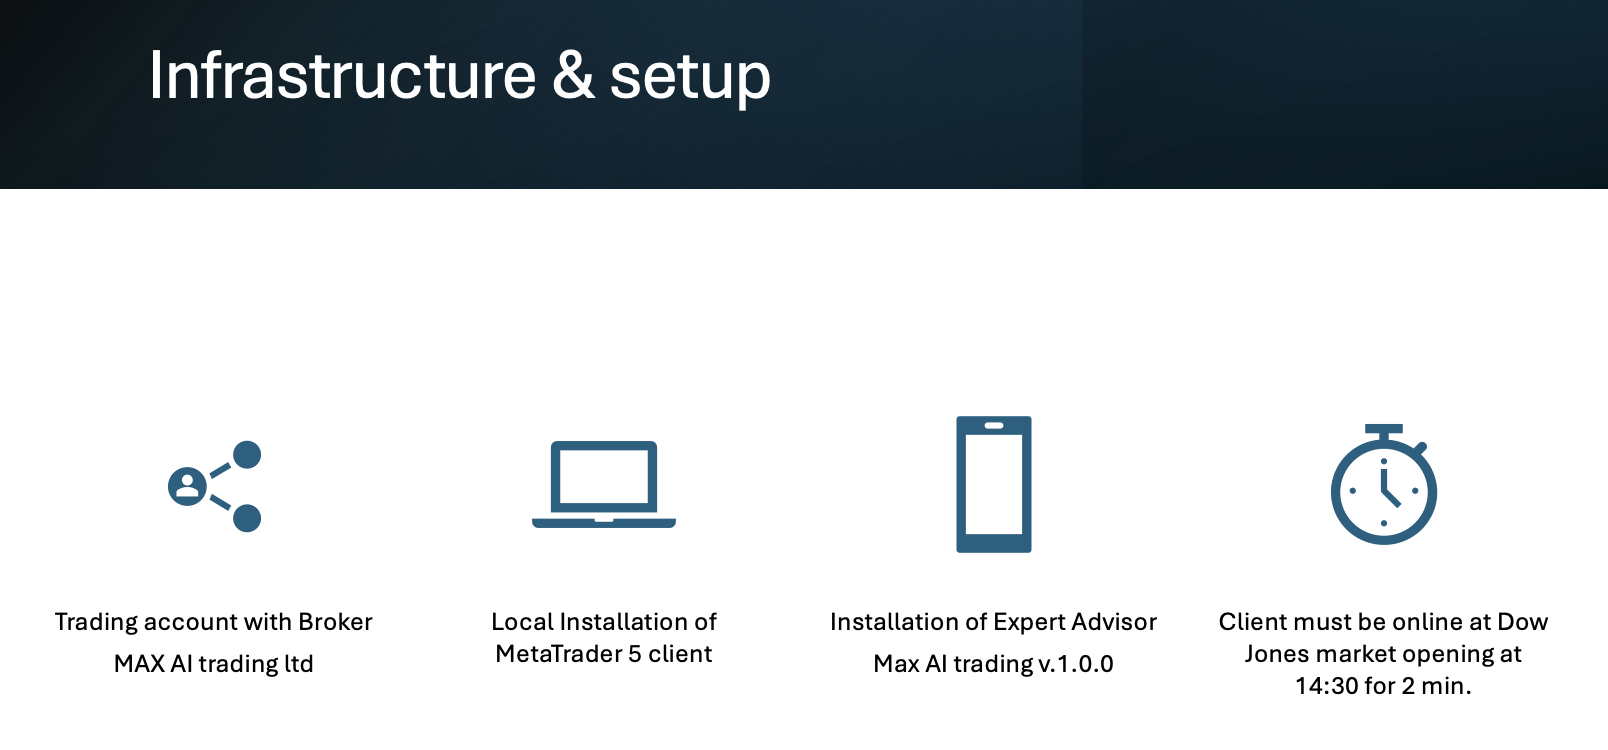 Infrastructure & setup
Trading account with Broker
MAX AI trading ltd
Local Installation of
MetaTrader 5 client
Installation of Expert Advisor
Max AI trading v.1.0.0
Client must be online at Dow
Jones market opening at
14:30 for 2 min.